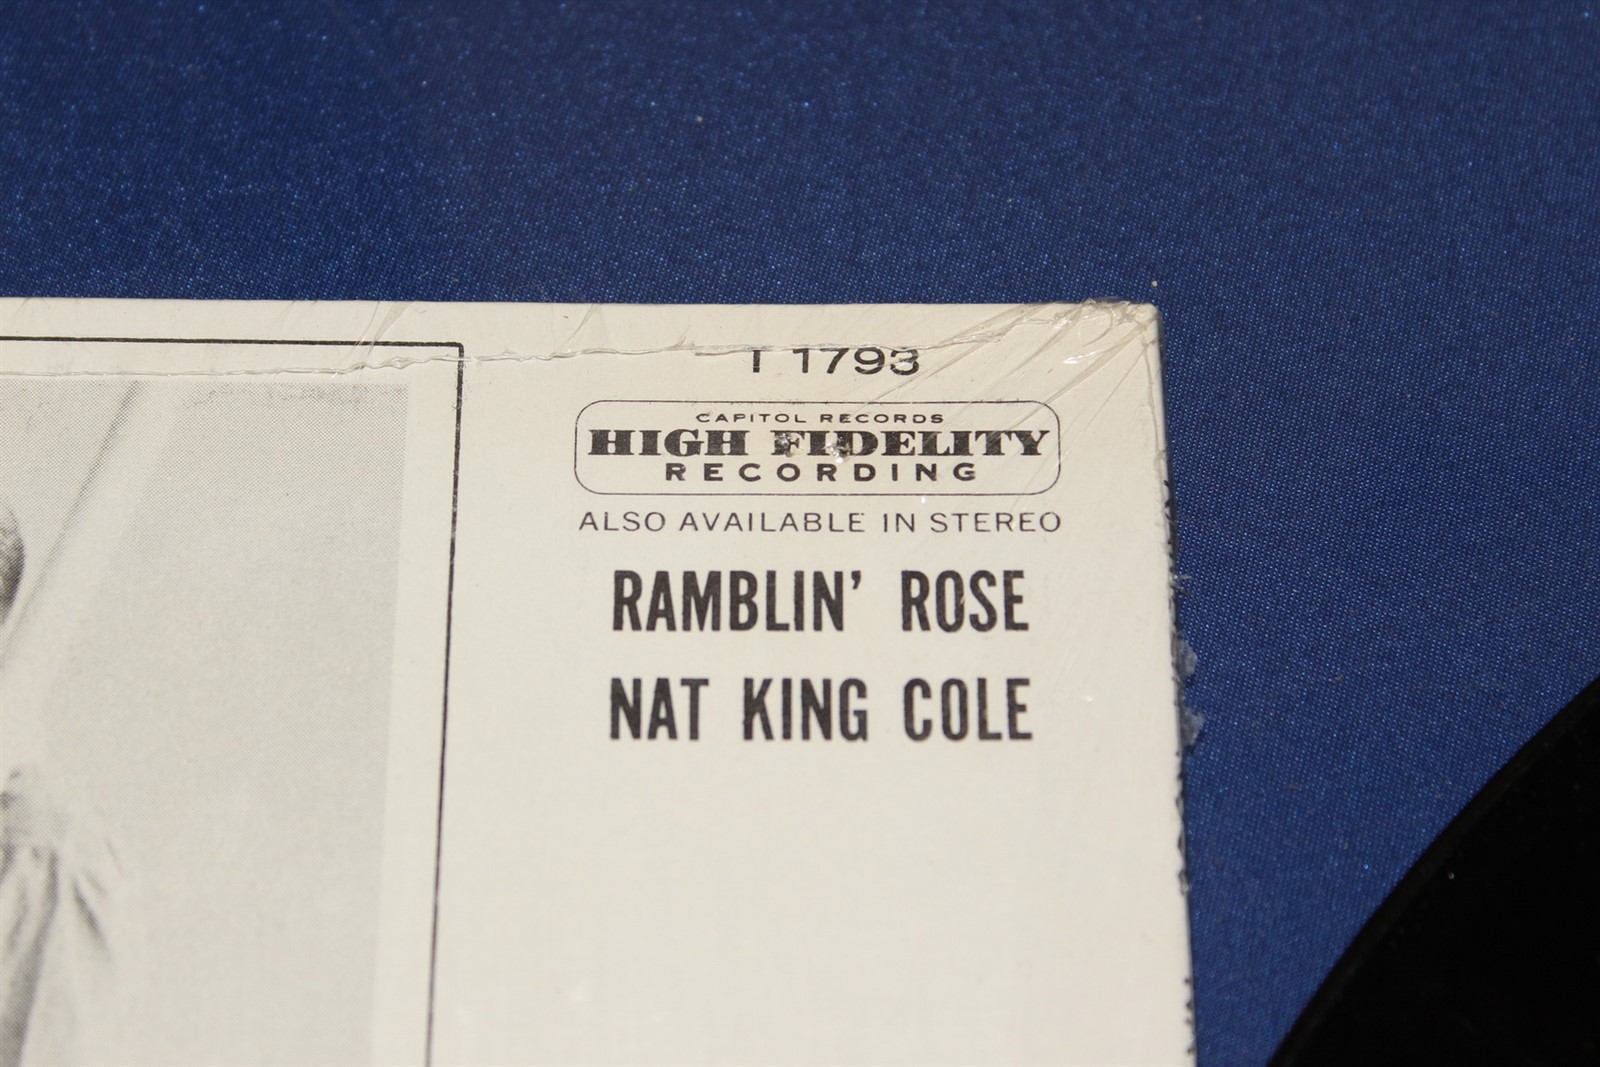 T 1793
CAPITOL RECORDS
HIGH FIDELITY
RECORDING
ALSO AVAILABLE IN STEREO
RAMBLIN' ROSE
NAT KING COLE